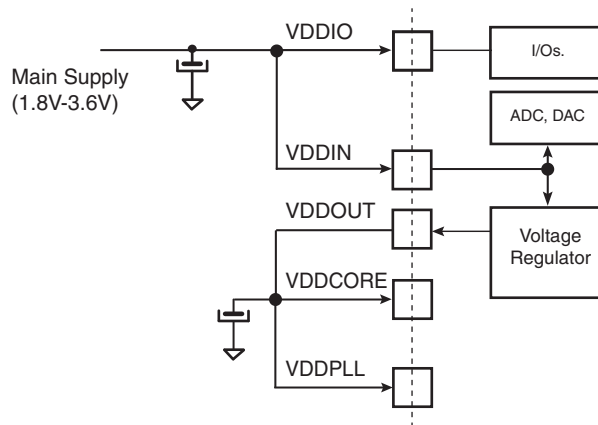 VDDIO
I/Os.
Main Supply
(1.8V-3.6V)
ADC, DAC
VDDIN
VDDOUT
Voltage
Regulator
VDDCORE
VDDPLL